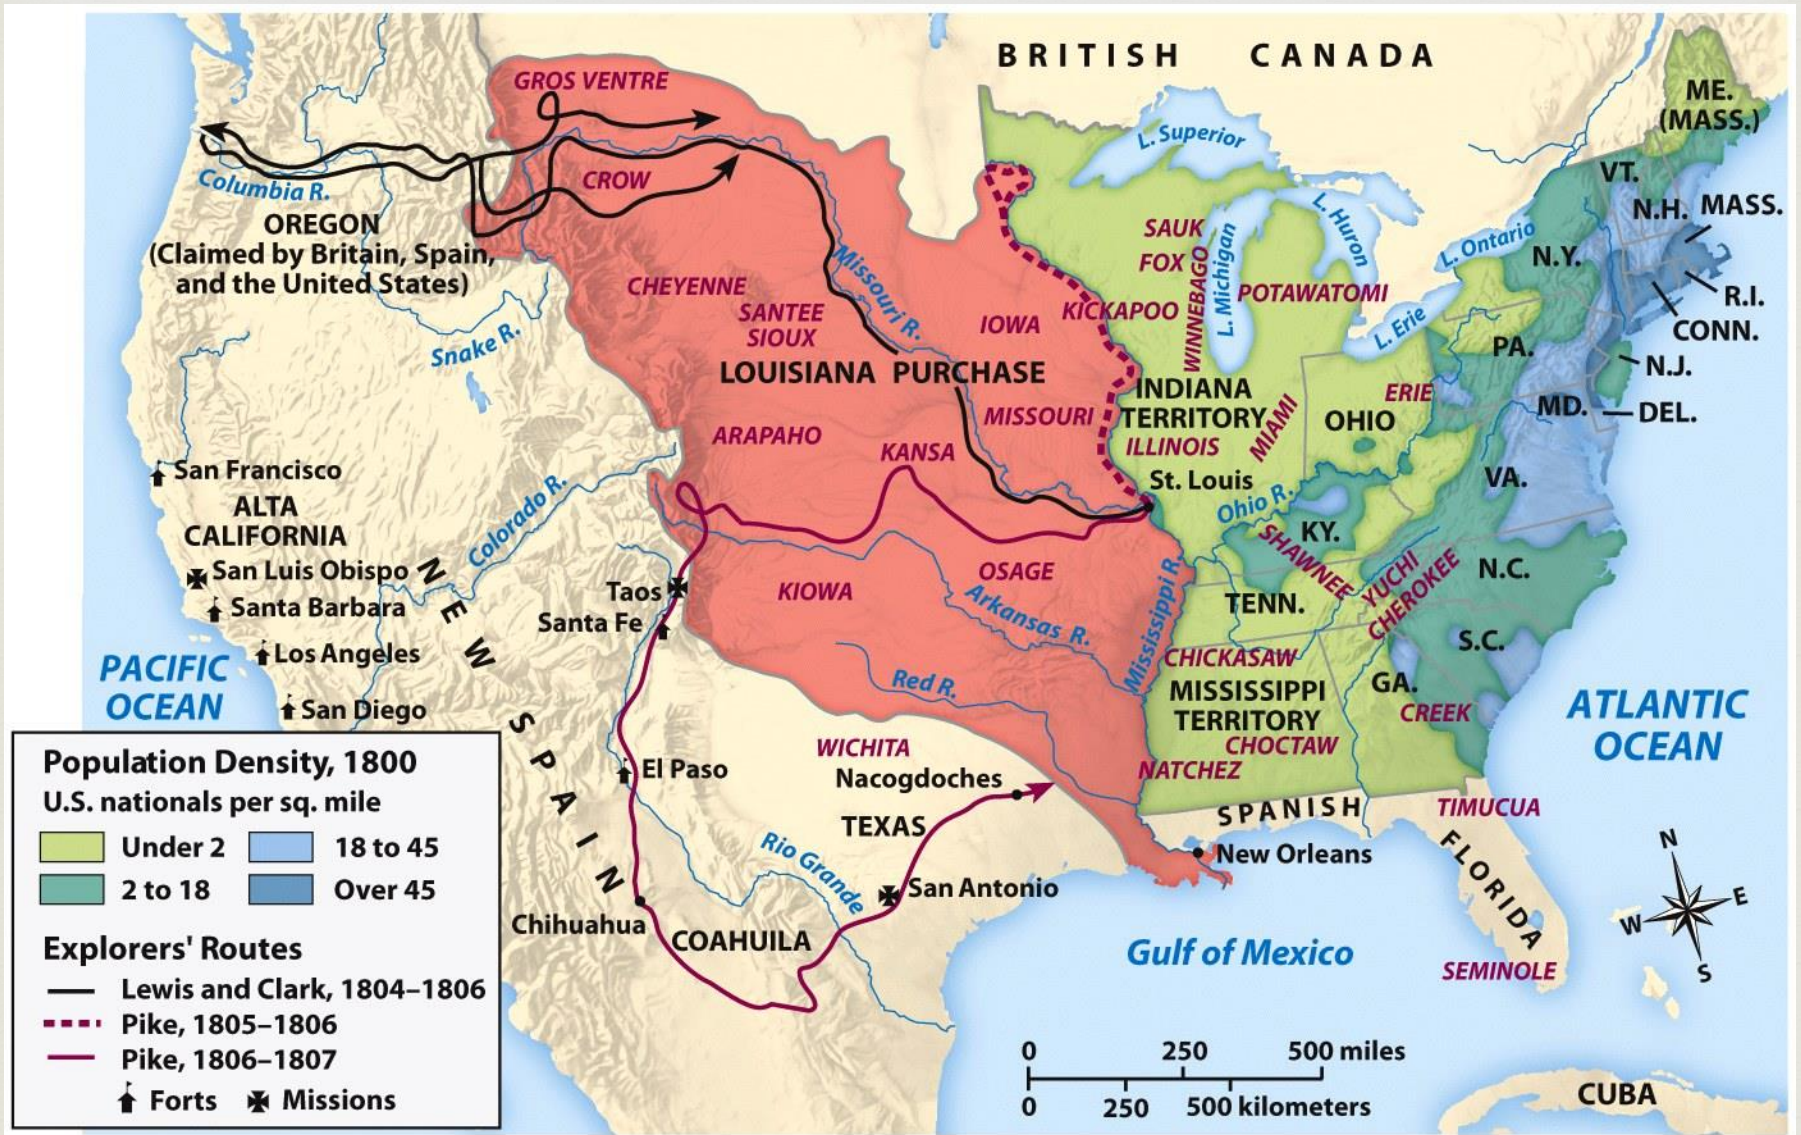 BRITISH CANADA
GROS VENTRE
ME.
(MASS.)
L. Superior
VT.
Columbia R.
CROW
N.H.
MASS.
OREGON
(Claimed by Britain, Spain,
and the United States)
SAUK
FOX
WINNEBAGO
L. Michigan
L. Huron
L. Ontario
N.Y.
CHEYENNE
SANTEE
SIOUX
Missouri R.
IOWA
KICKAPOO
POTAWATOMI
R.I.
CONN.
L. Erie
Snake R.
PA.
N.J.
LOUISIANA PURCHASE
INDIANA
TERRITORY
ERIE
MD.
DEL.
ARAPAHO
MISSOURI
KANSA
ILLINOIS
MIAMI
OHIO
San Francisco
St. Louis
VA.
ALTA
CALIFORNIA
Colorado R.
Ohio R.
KY.
San Luis Obispo
Santa Barbara
NEW SPAIN
Taos
Santa Fe
KIOWA
OSAGE
Arkansas R.
Mississippi R.
SHAWNEE
YUCHI
CHEROKEE
N.C.
TENN.
Los Angeles
PACIFIC
OCEAN
San Diego
Red R.
CHICKASAW
S.C.
MISSISSIPPI
TERRITORY
GA.
CREEK
ATLANTIC
OCEAN
CHOCTAW
NATCHEZ
WICHITA
El Paso
Nacogdoches
TEXAS
SPANISH
FLORIDA
TIMUCUA
New Orleans
Rio Grande
San Antonio
Chihuahua
COAHUILA
Gulf of Mexico
SEMINOLE
N
E
W
S
CUBA
Population Density, 1800
U.S. nationals per sq. mile
Under 2
18 to 45
2 to 18
Over 45
Explorers' Routes
Lewis and Clark, 1804–1806
Pike, 1805–1806
Pike, 1806–1807
Forts
Missions
0 250 500 miles
0 250 500 kilometers